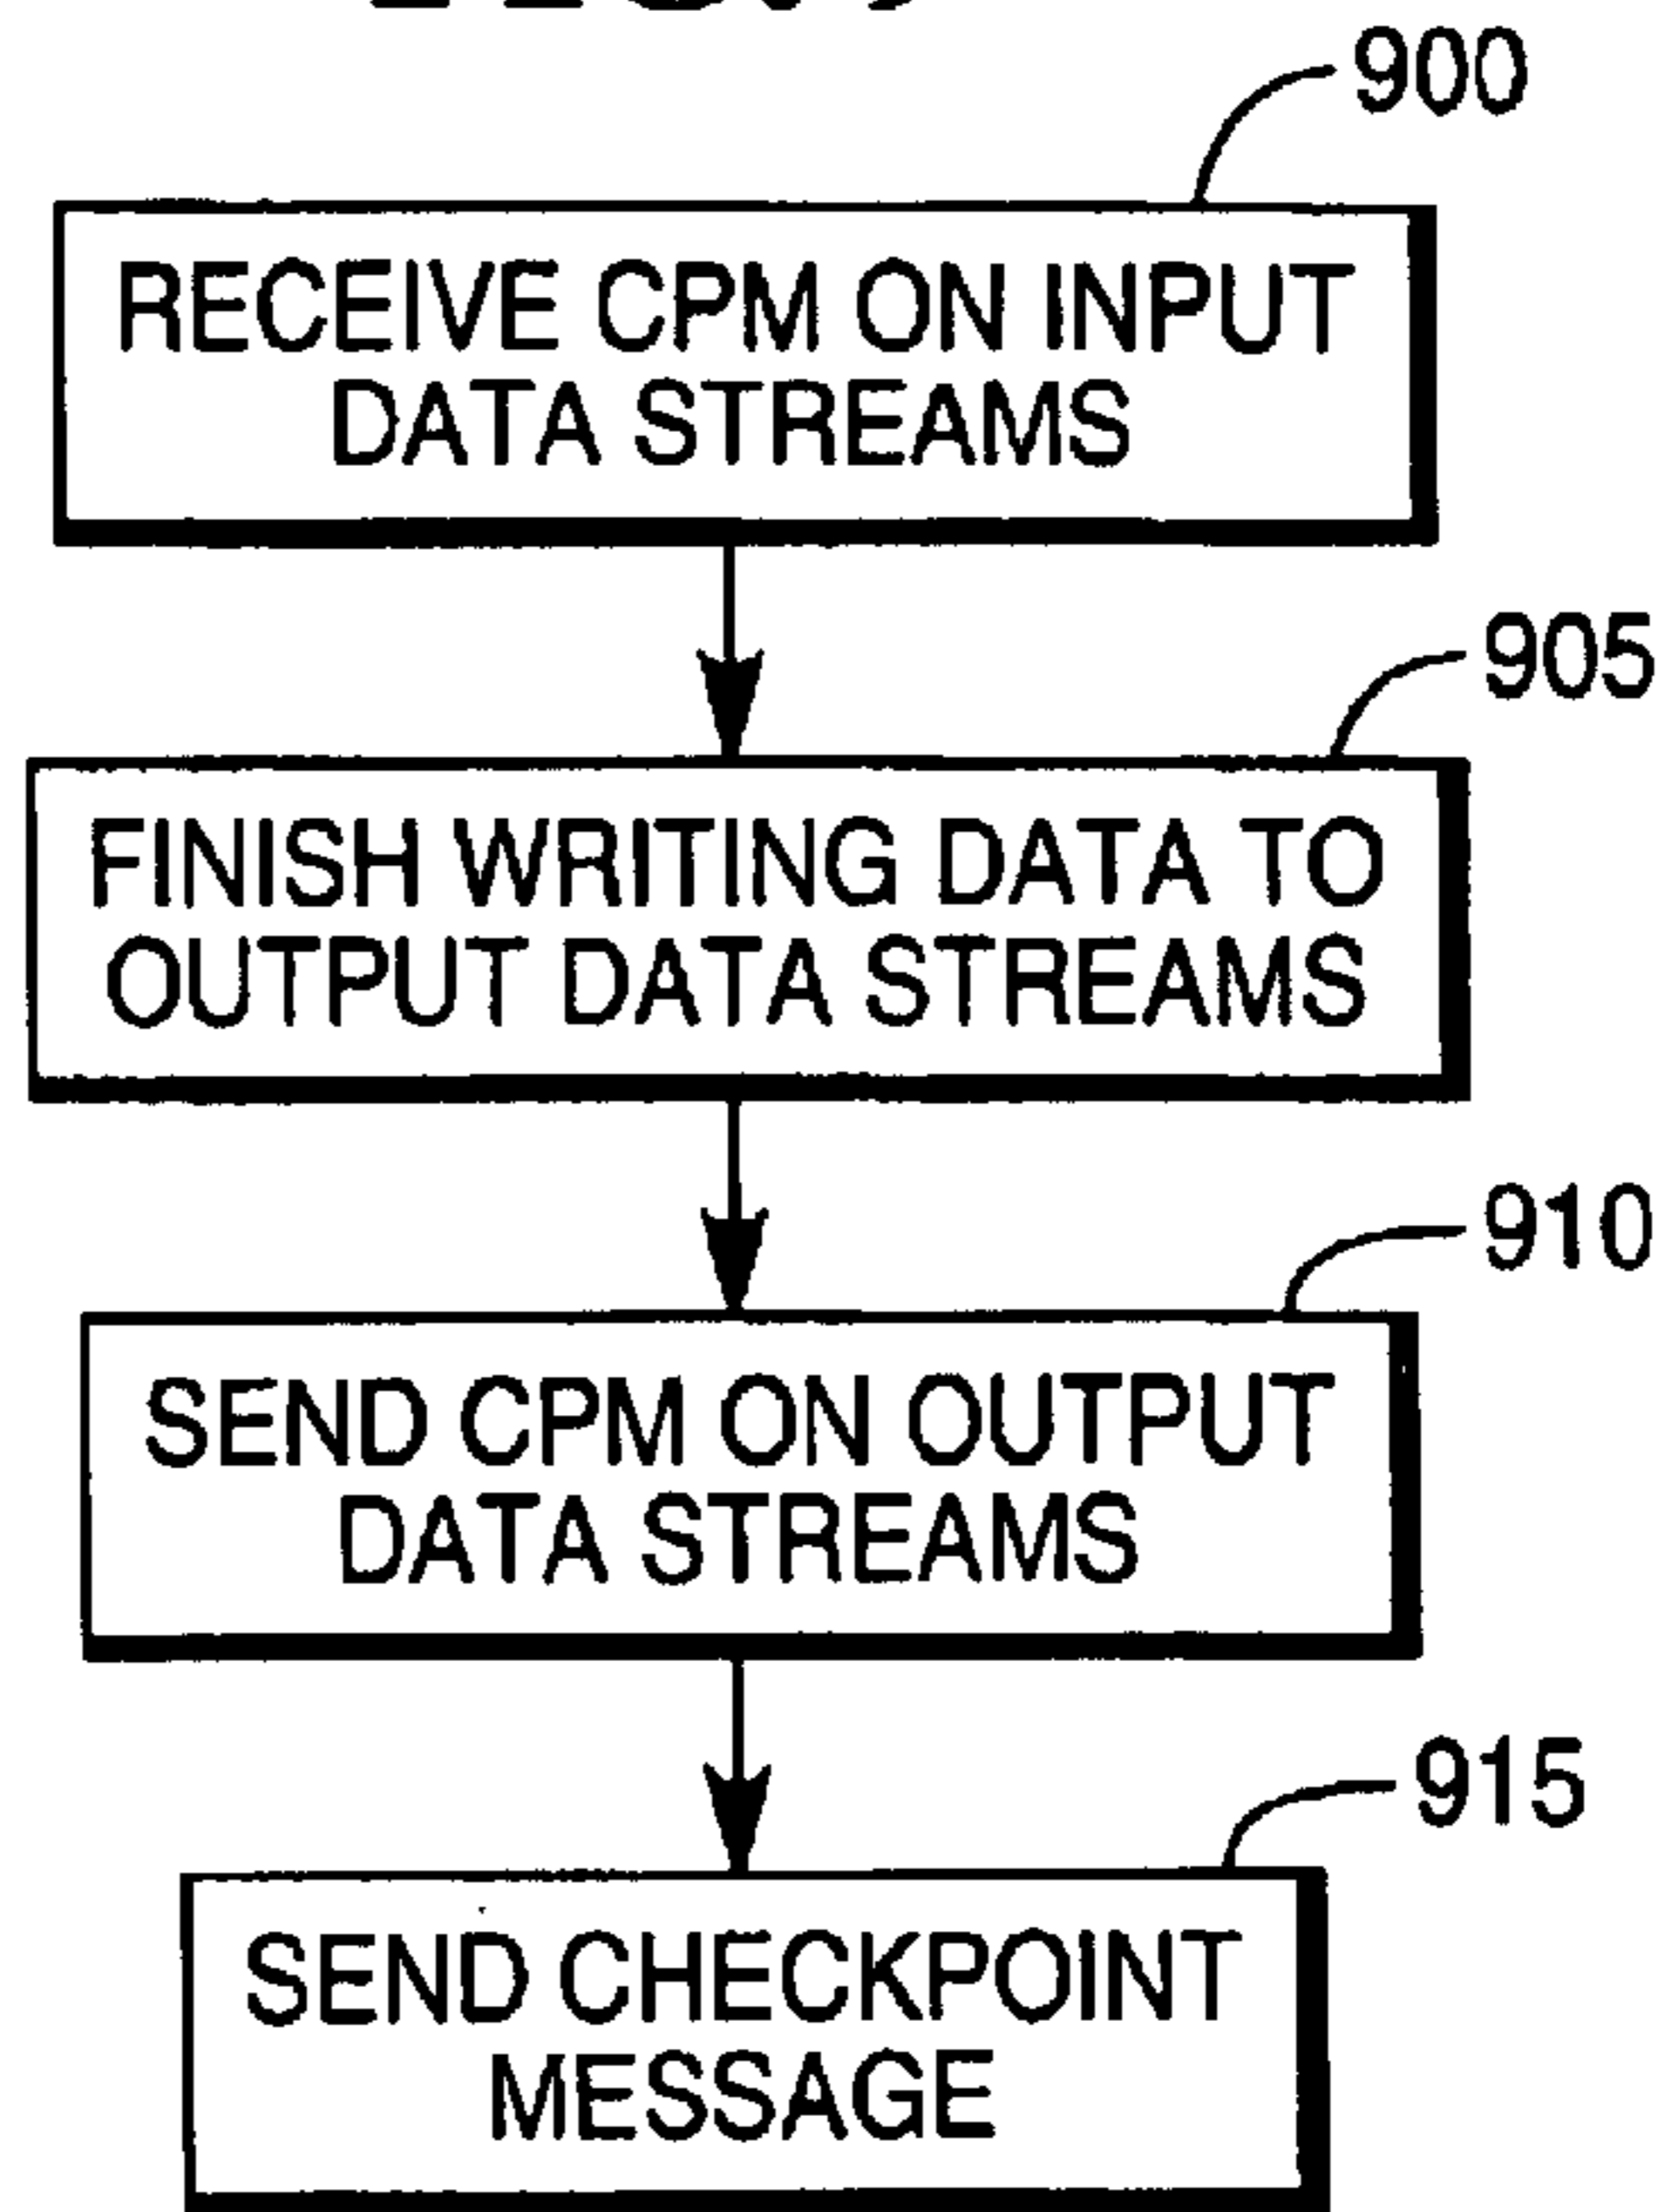 900
RECEIVE CPM ON INPUT
DATA STREAMS
905
FINISH WRITING DATA TO
OUTPUT DATA STREAMS
910
SEND CPM ON OUTPUT
DATA STREAMS
915
SEND CHECKPOINT
MESSAGE